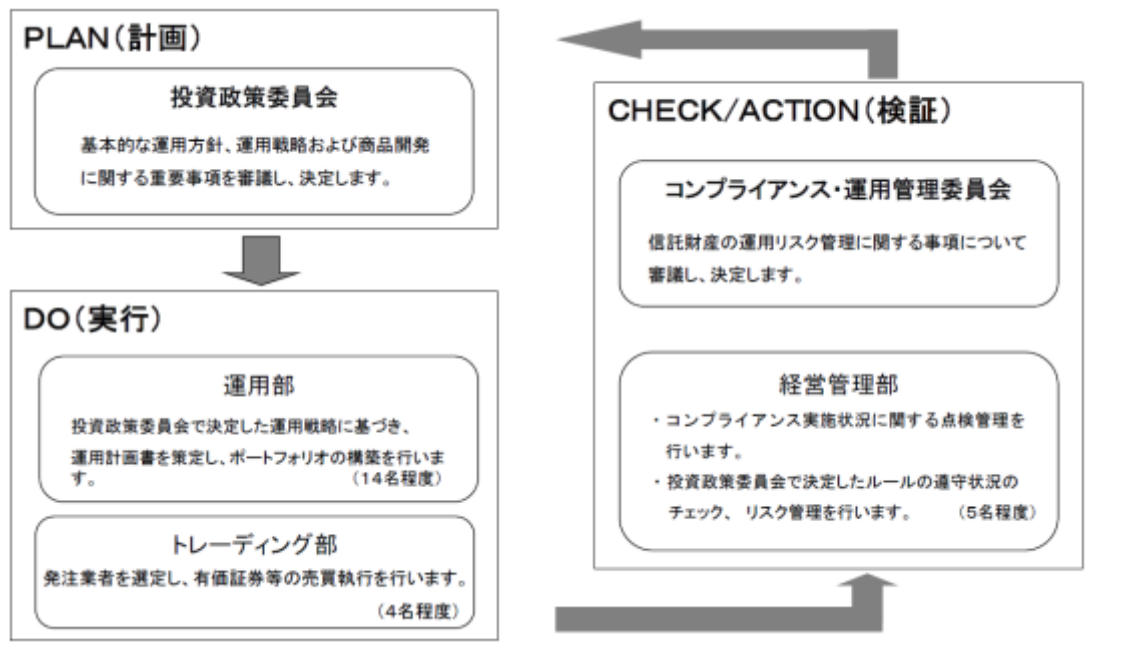 PLAN（計画）
投資政策委員会
基本的な運用方針、運用戦略および商品開発
に関する重要事項を審議し、決定します。
DO（実行）
運用部
投資政策委員会で決定した運用戦略に基づき、
運用計画書を策定し、ポートフォリオの構築を行いま
す。　（14名程度）
トレーディング部
発注業者を選定し、有価証券等の売買執行を行います。
（4名程度）
CHECK/ACTION（検証）
コンプライアンス・運用管理委員会
信託財産の運用リスク管理に関する事項について
審議し、決定します。
経営管理部
・コンプライアンス実施状況に関する点検管理を
行います。
・投資政策委員会で決定したルールの遵守状況の
チェック、 リスク管理を行います。　（5名程度）